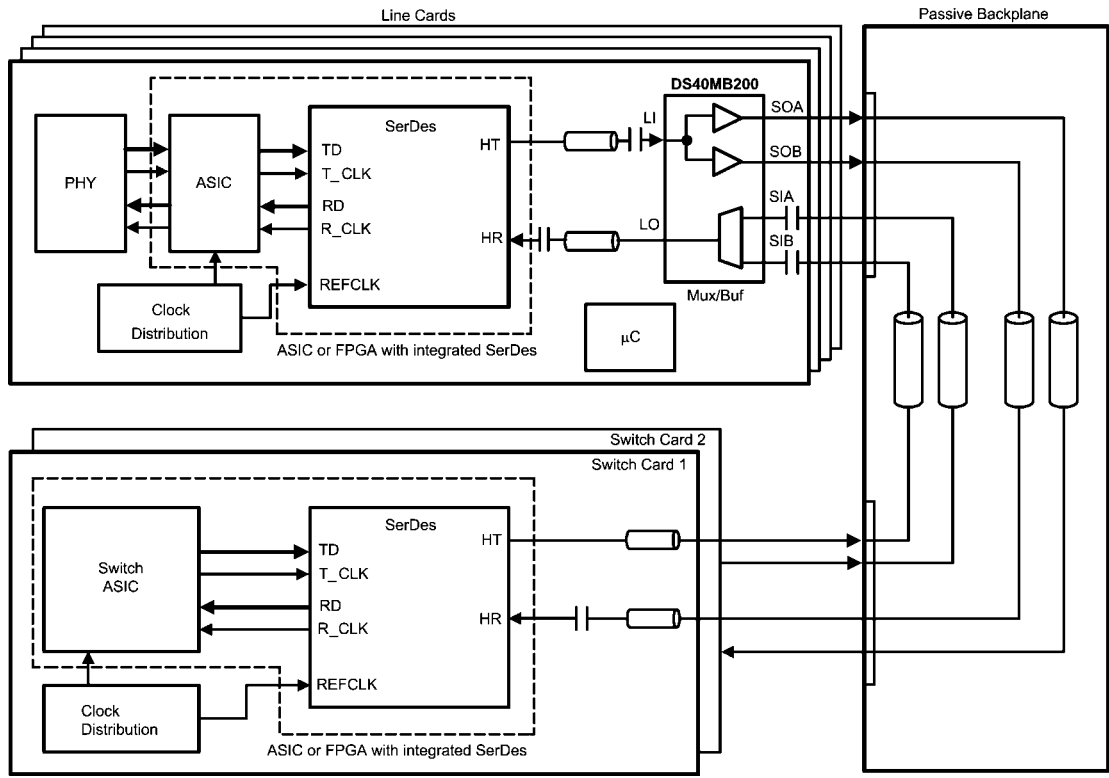 Line Cards
Passive Backplane
DS40MB200
SerDes
LI
SOA
HT
TD
SOB
PHY
ASIC
T_CLK
RD
SIA
LO
R_CLK
HR
SIB
REFCLK
Clock
Distribution
Mux/Buf
µC
ASIC or FPGA with integrated SerDes
Switch Card 2
Switch Card 1
SerDes
HT
TD
Switch
ASIC
T_CLK
RD
HR
R_CLK
REFCLK
Clock
Distribution
ASIC or FPGA with integrated SerDes